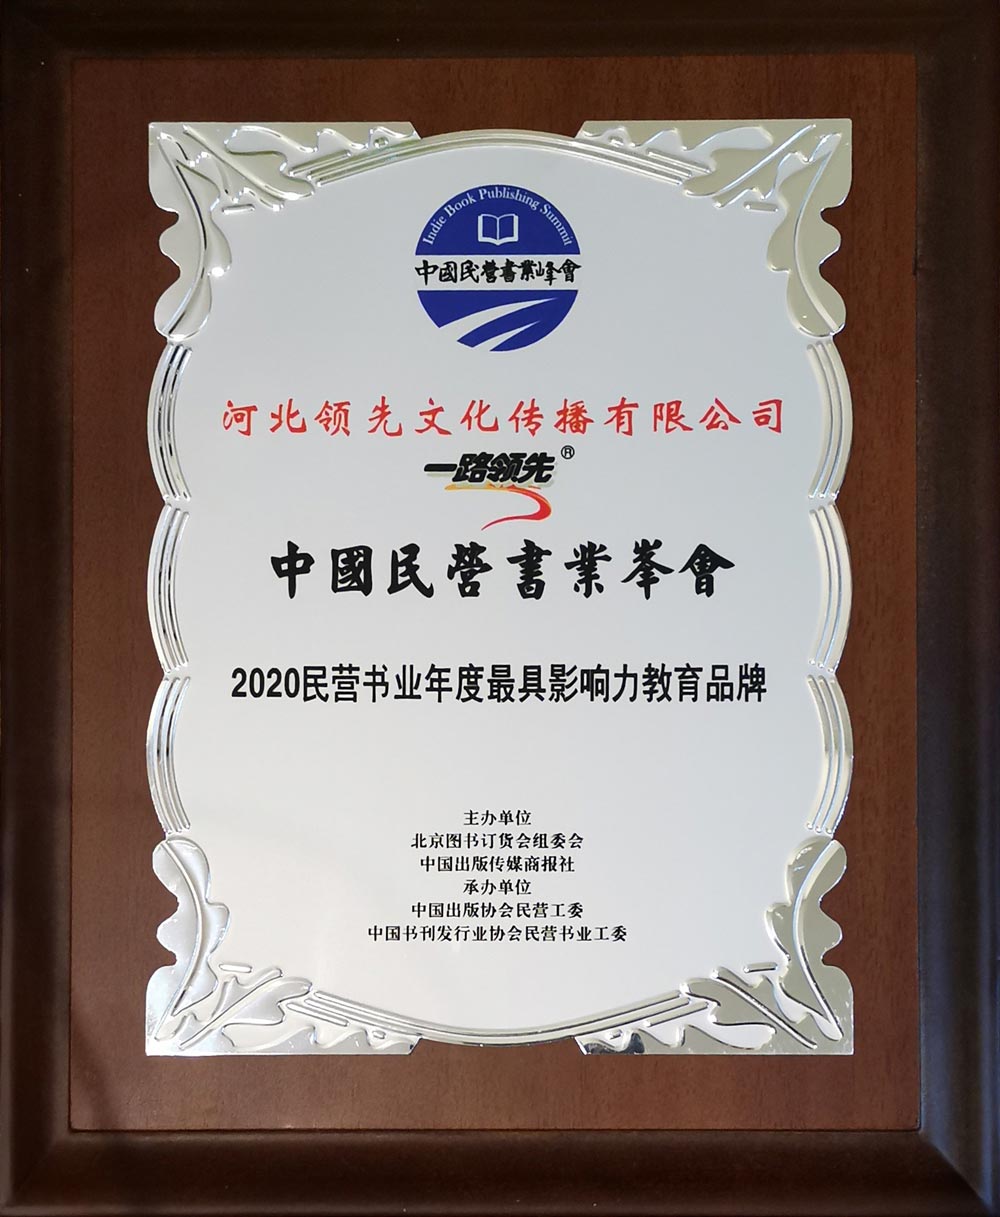 Indie Book Publishing Summit
中國民營書業峰會
河北领先文化传播有限公司
一路领先®
中國民營書業峯會
2020民营书业年度最具影响力教育品牌
主办单位
北京图书订货会组委会
中国出版传媒商报社
承办单位
中国出版协会民营工委
中国书刊发行业协会民营书业工委